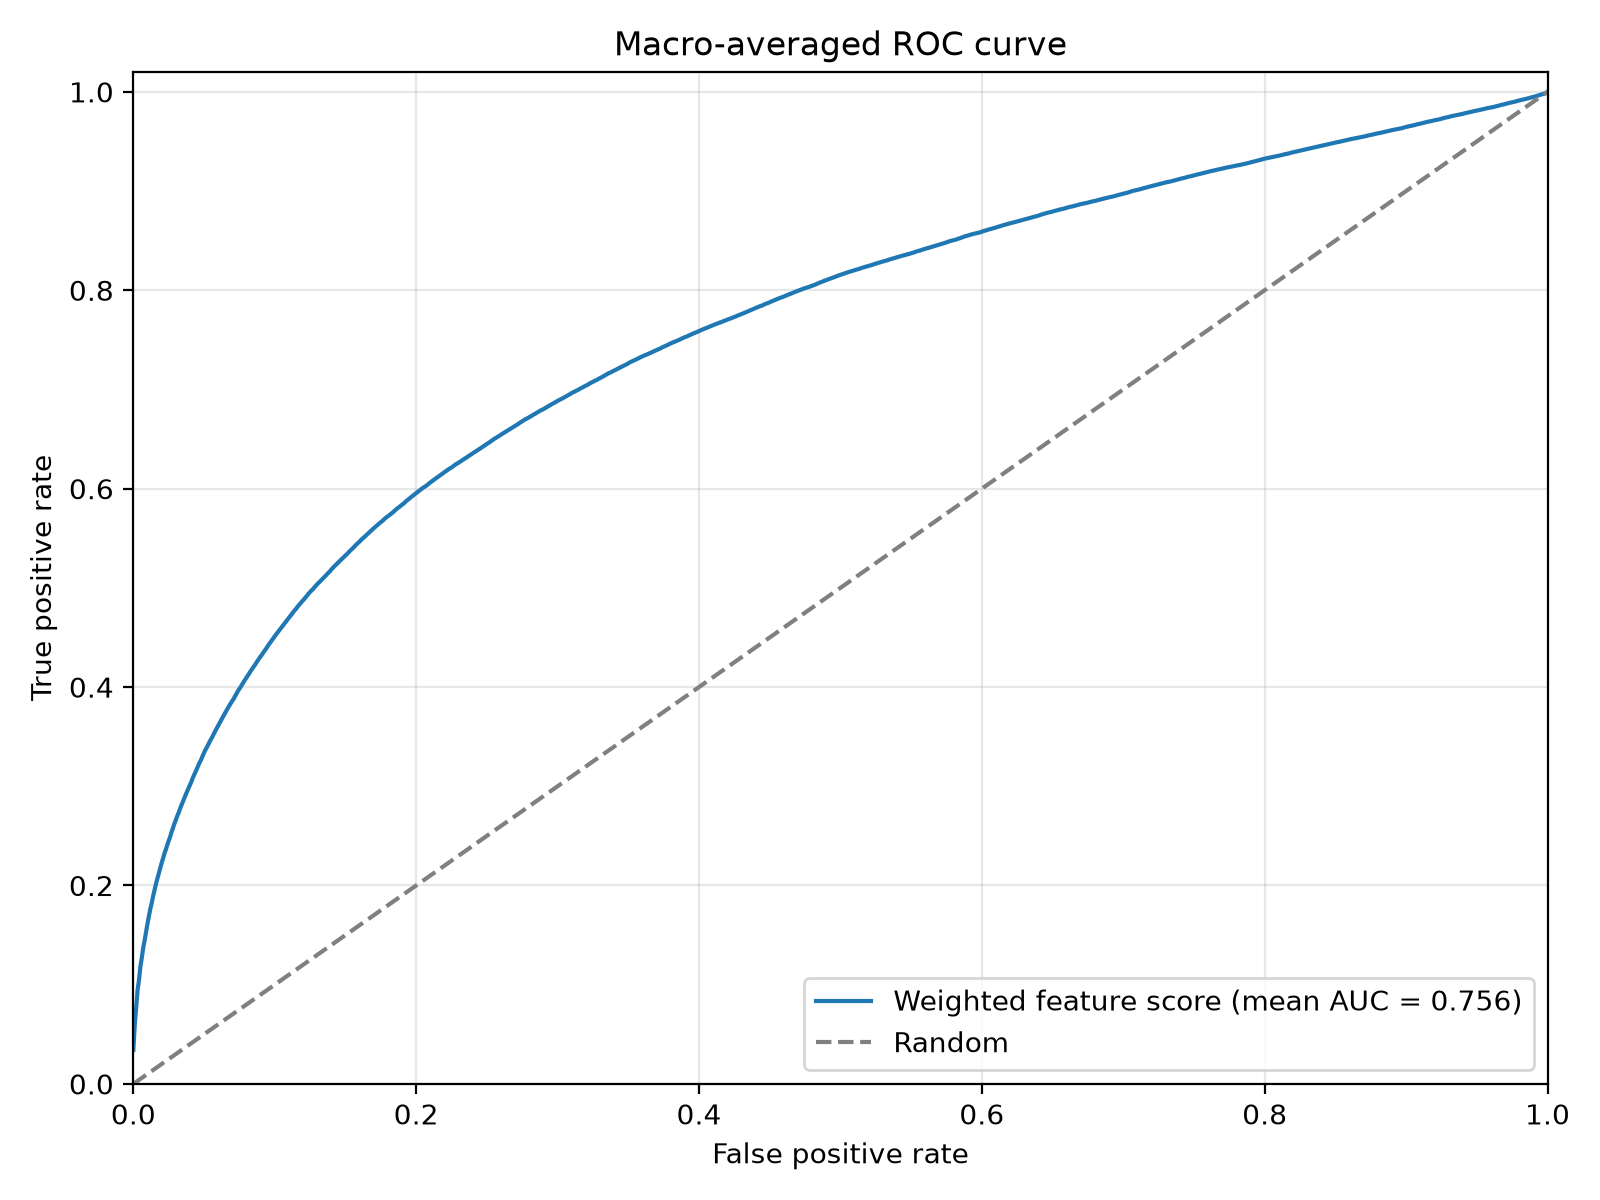 Macro-averaged ROC curve
1.0
0.8
0.6
0.4
0.2
0.0
True positive rate
Weighted feature score (mean AUC = 0.756)
Random
0.0 0.2 0.4 0.6 0.8 1.0
False positive rate